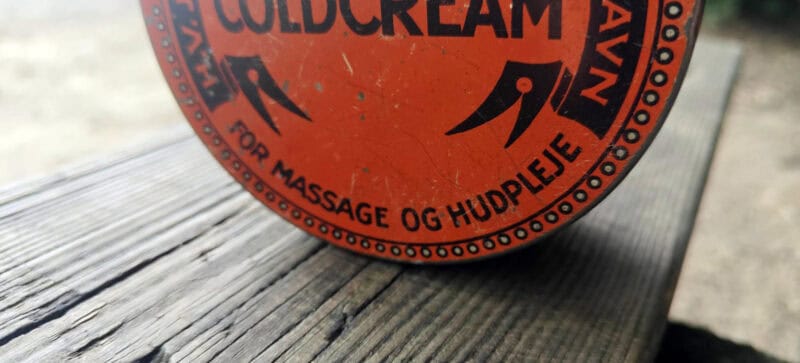 COLDCREAM
AVN
FOR MASSAGE OG HUDPLEJE